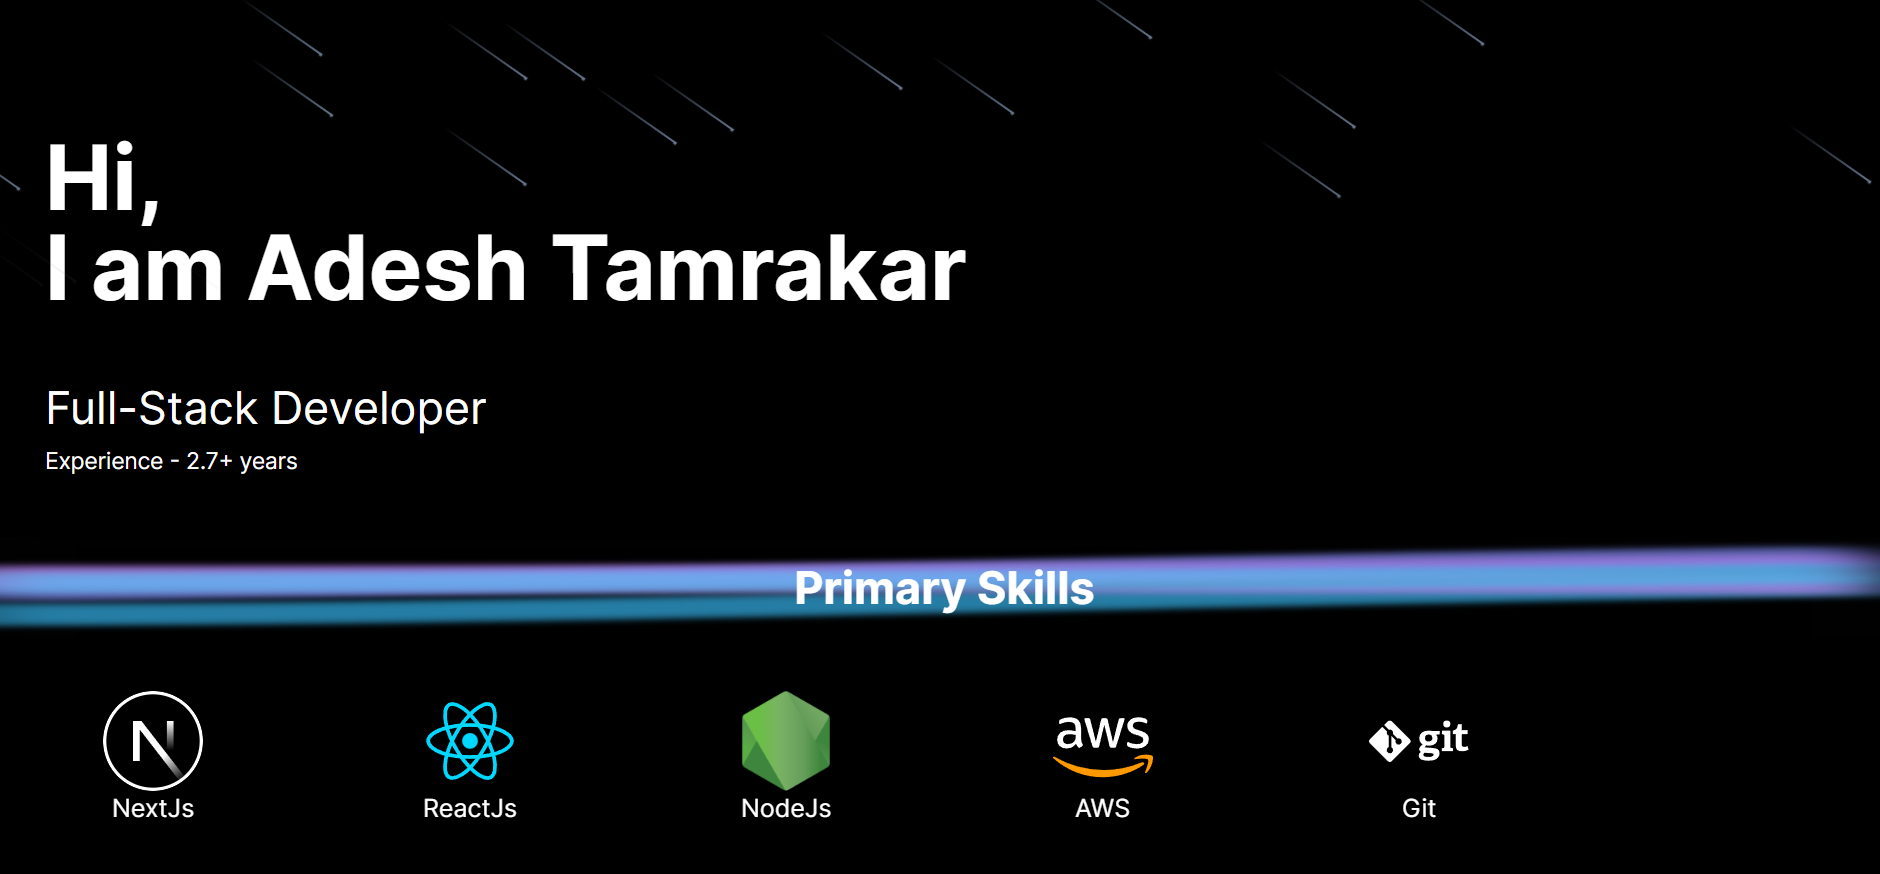 Hi,
I am Adesh Tamrakar
Full-Stack Developer
Experience - 2.7+ years
Primary Skills
N
aws
git
NextJs
ReactJs
NodeJs
AWS
Git